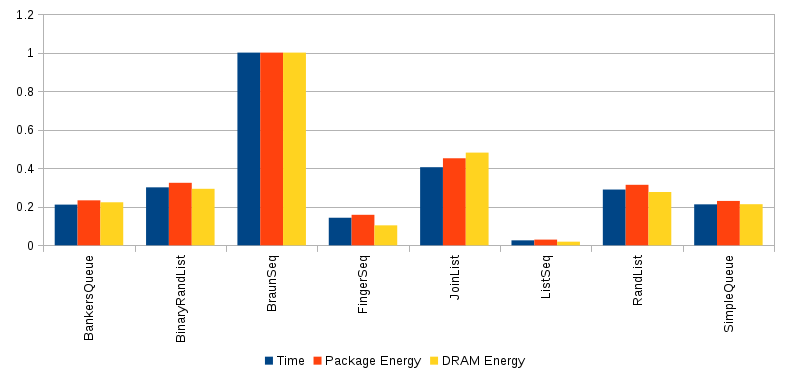 1.2
1
0.8
0.6
0.4
0.2
0
BankersQueue
BinaryRandList
BraunSeq
FingerSeq
JoinList
ListSeq
RandList
SimpleQueue
Time Package Energy DRAM Energy